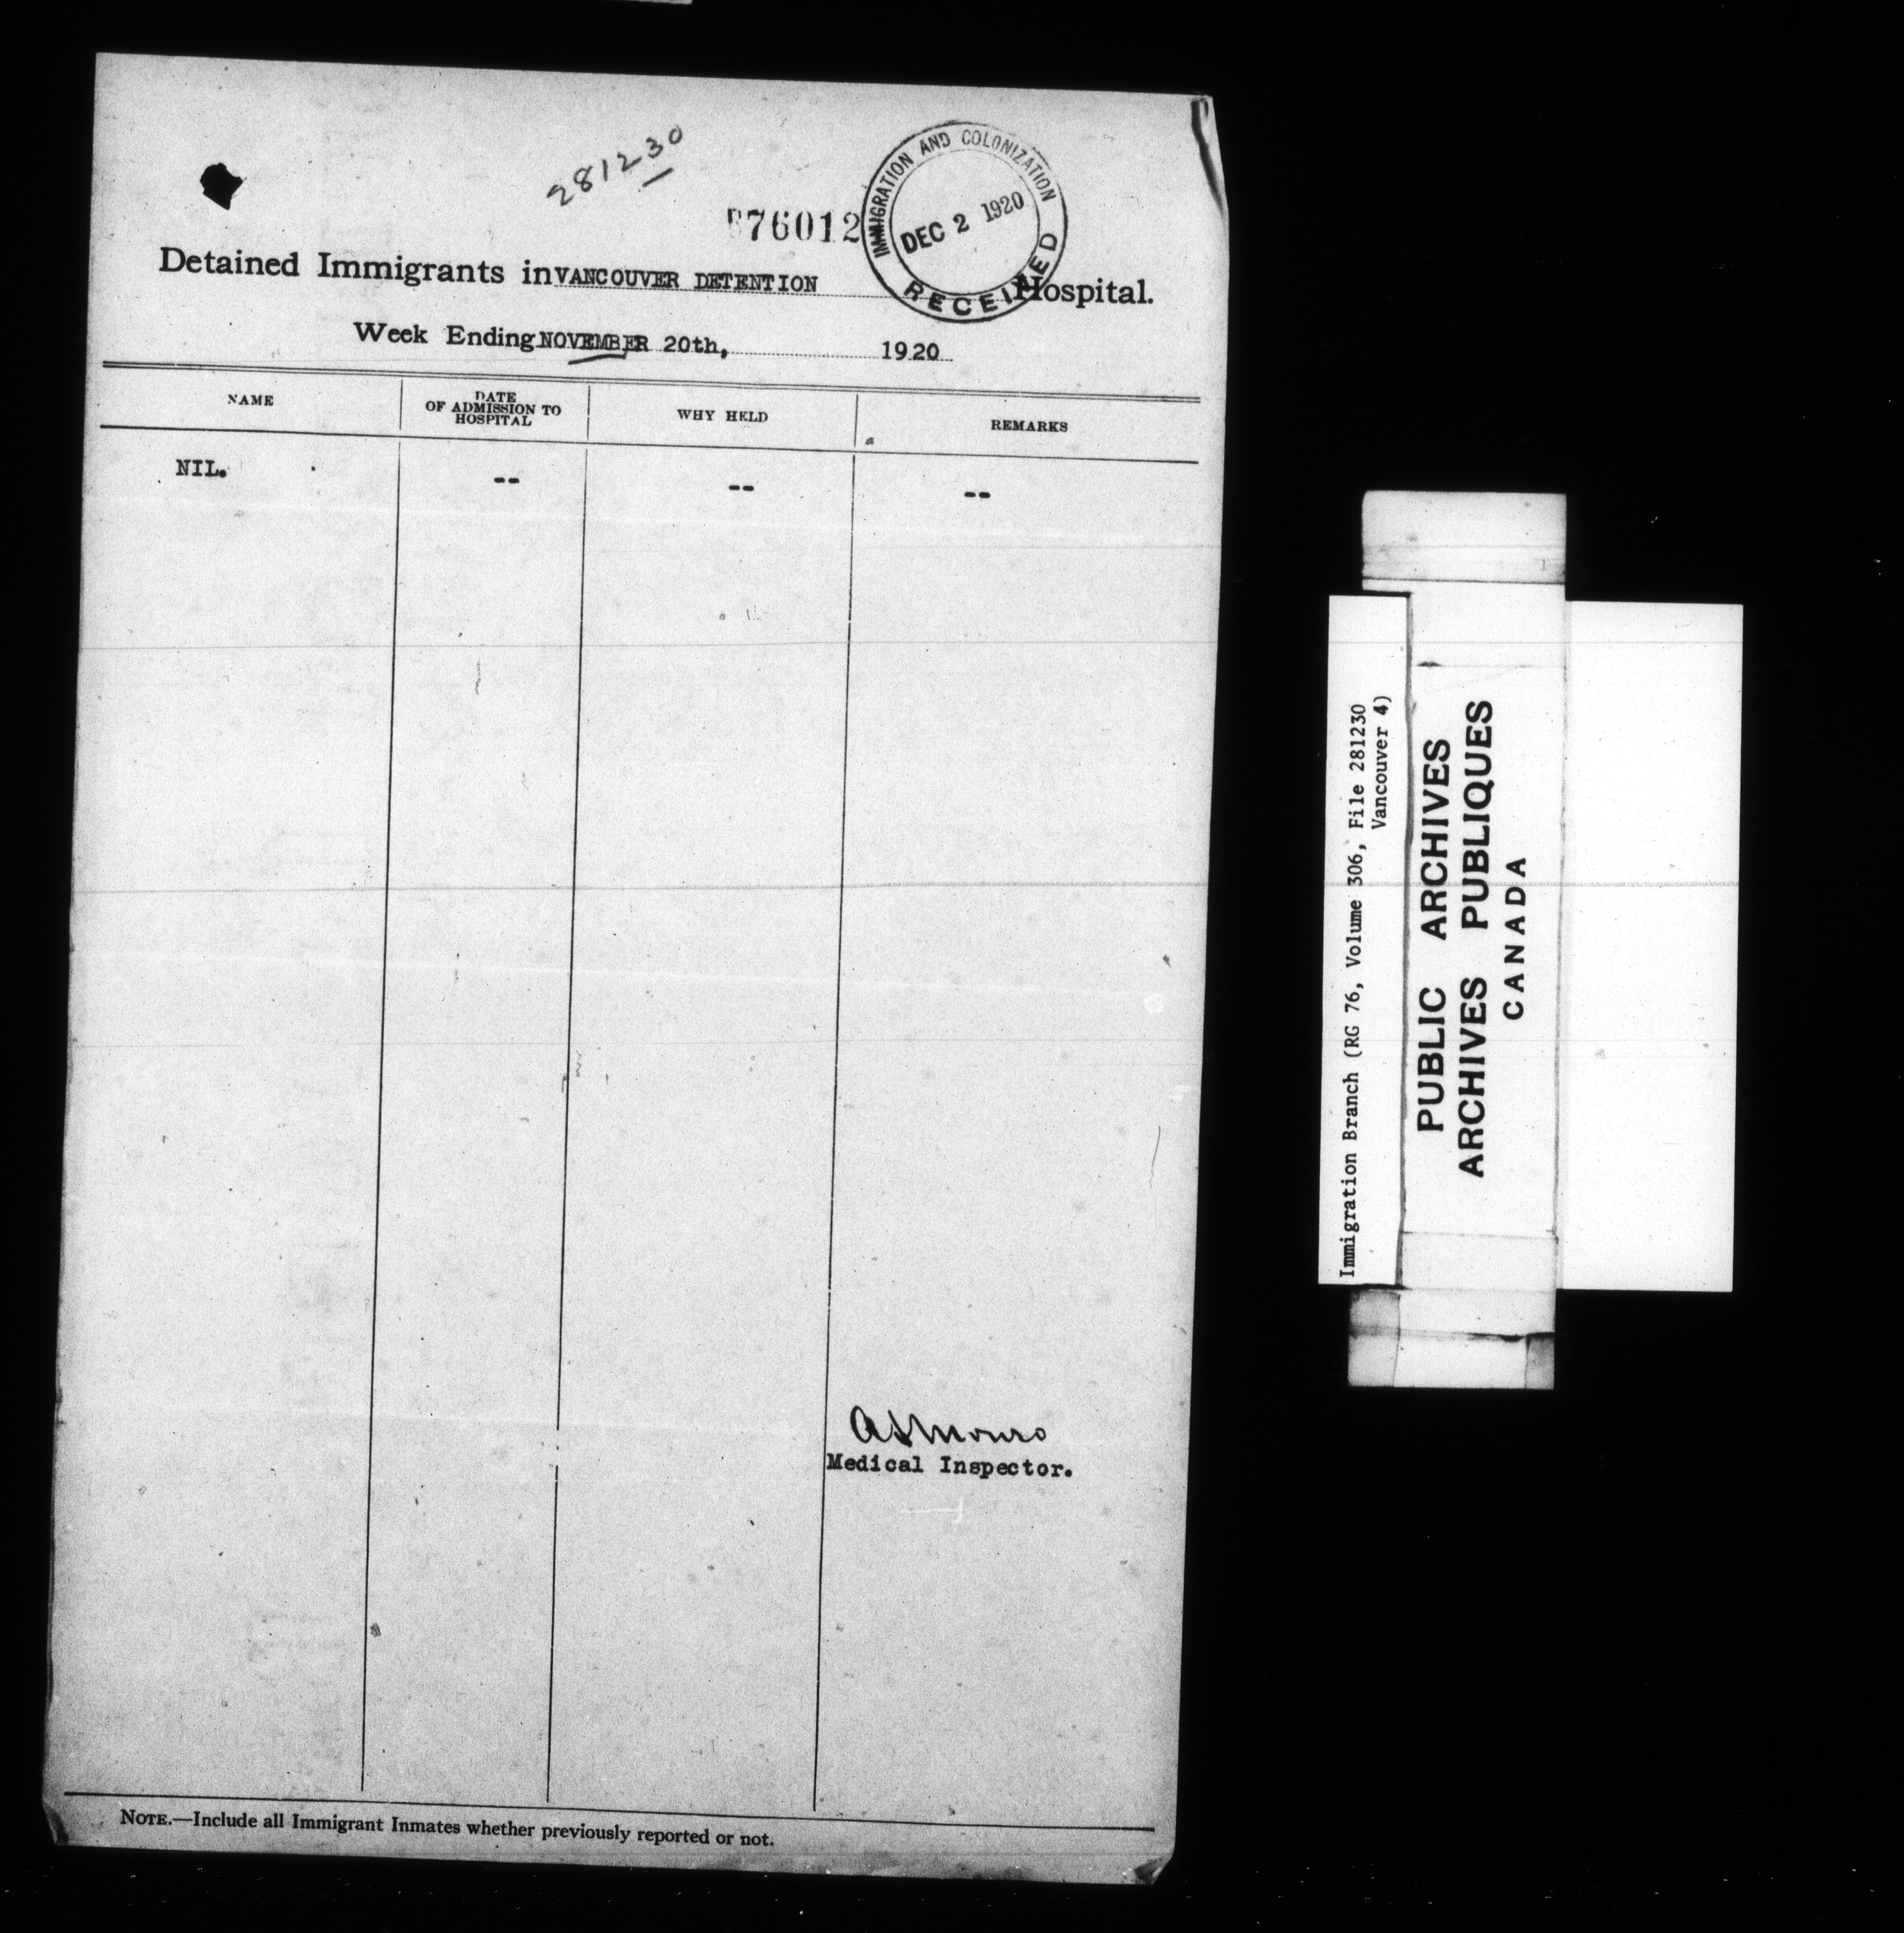 281230
76012
IMMIGRATION AND COLONIZATION
DEC 2 1920
RECEIVED
Detained Immigrants in VANCOUVER DETENTION Hospital.
Week Ending NOVEMBER 20th, 1920
NAME
DATE
OF ADMISSION TO
HOSPITAL
WHY HELD
REMARKS
NIL. -- -- --
A S Monro
Medical Inspector.
NOTE.—Include all Immigrant Inmates whether previously reported or not.
Immigration Branch (RG 76, Volume 306, File 281230
Vancouver 4)
PUBLIC ARCHIVES
ARCHIVES PUBLIQUES
CANADA